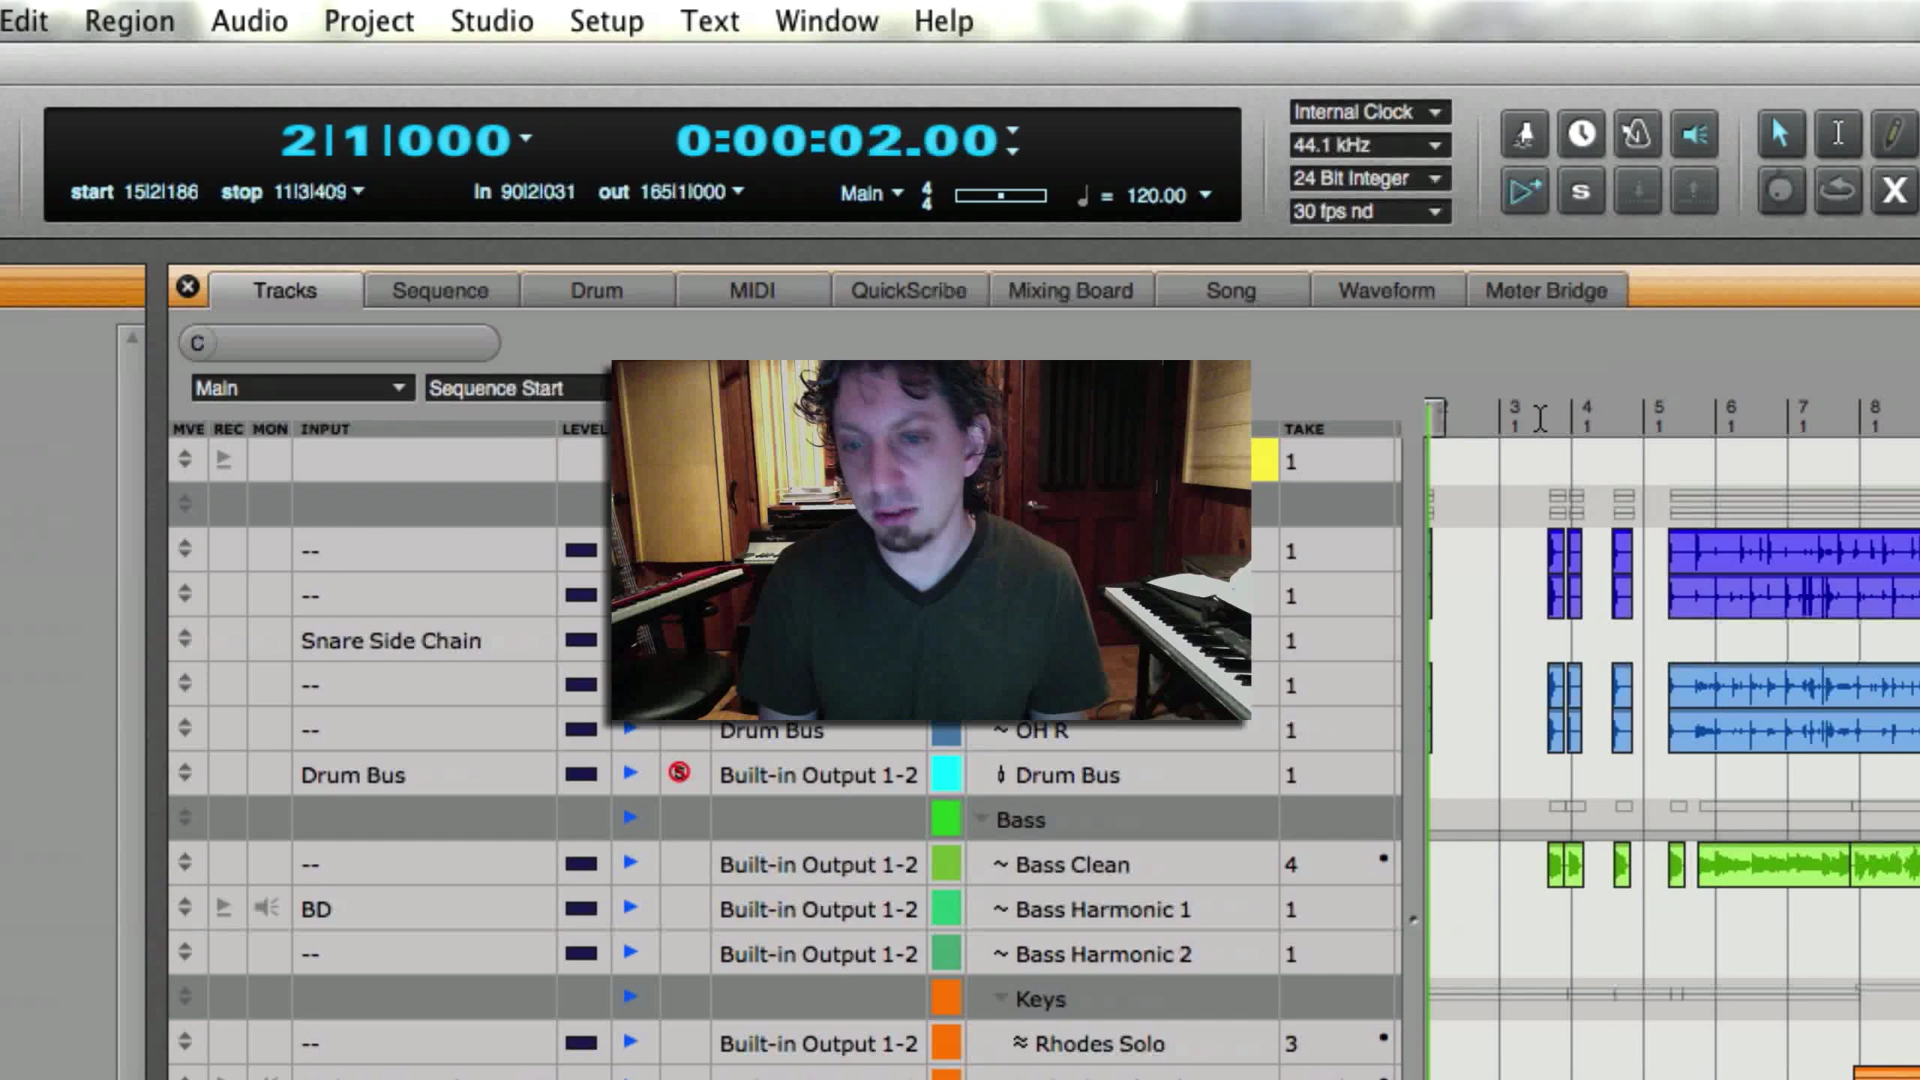 Edit Region Audio Project Studio Setup Text Window Help
2|1|000 0:00:02.00
start 15|2|186 stop 11|3|409 In 90|2|031 out 165|1|000 Main 4 4 = 120.00
Internal Clock
44.1 kHz
24 Bit Integer
30 fps nd
S X
Tracks Sequence Drum MIDI QuickScribe Mixing Board Song Waveform Meter Bridge
C
Main Sequence Start
MVE REC MON INPUT LEVEL TAKE
3 4 5 6 7 8
1 1 1 1 1 1
1
-- 1
-- 1
Snare Side Chain 1
-- 1
-- Drum Bus ~ OH R 1
Drum Bus S Built-in Output 1-2 Drum Bus 1
Bass
-- Built-in Output 1-2 ~ Bass Clean 4
BD Built-in Output 1-2 ~ Bass Harmonic 1 1
-- Built-in Output 1-2 ~ Bass Harmonic 2 1
Keys
-- Built-in Output 1-2 ≈ Rhodes Solo 3